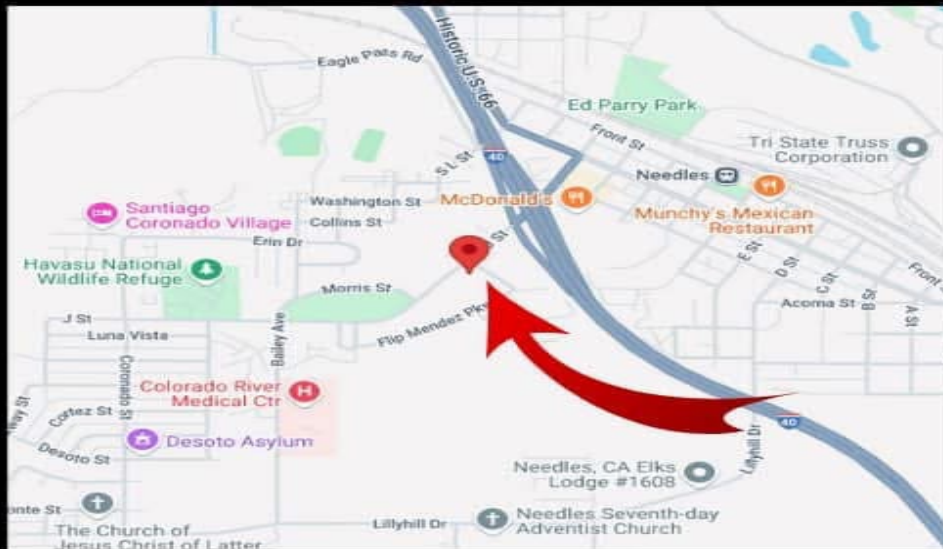 Historic U.S. 66
Eagle Pass Rd
Ed Parry Park
Front St
Tri State Truss
Corporation
S L St
40
Needles
Washington St
McDonald's
Munchy's Mexican
Restaurant
Santiago
Coronado Village
Collins St
St
Erin Dr
E St
D St
C St
B St
A St
Front
Havasu National
Wildlife Refuge
Morris St
Acoma St
J St
Luna Vista
Flip Mendez Pkwy
Bailey Ave
Coronado St
Colorado River
Medical Ctr
H
Way St
Cortez St
40
Lillyhill Dr
Desoto Asylum
Desoto St
Needles, CA Elks
Lodge #1608
onte St
The Church of
Jesus Christ of Latter
Lillyhill Dr
Needles Seventh-day
Adventist Church